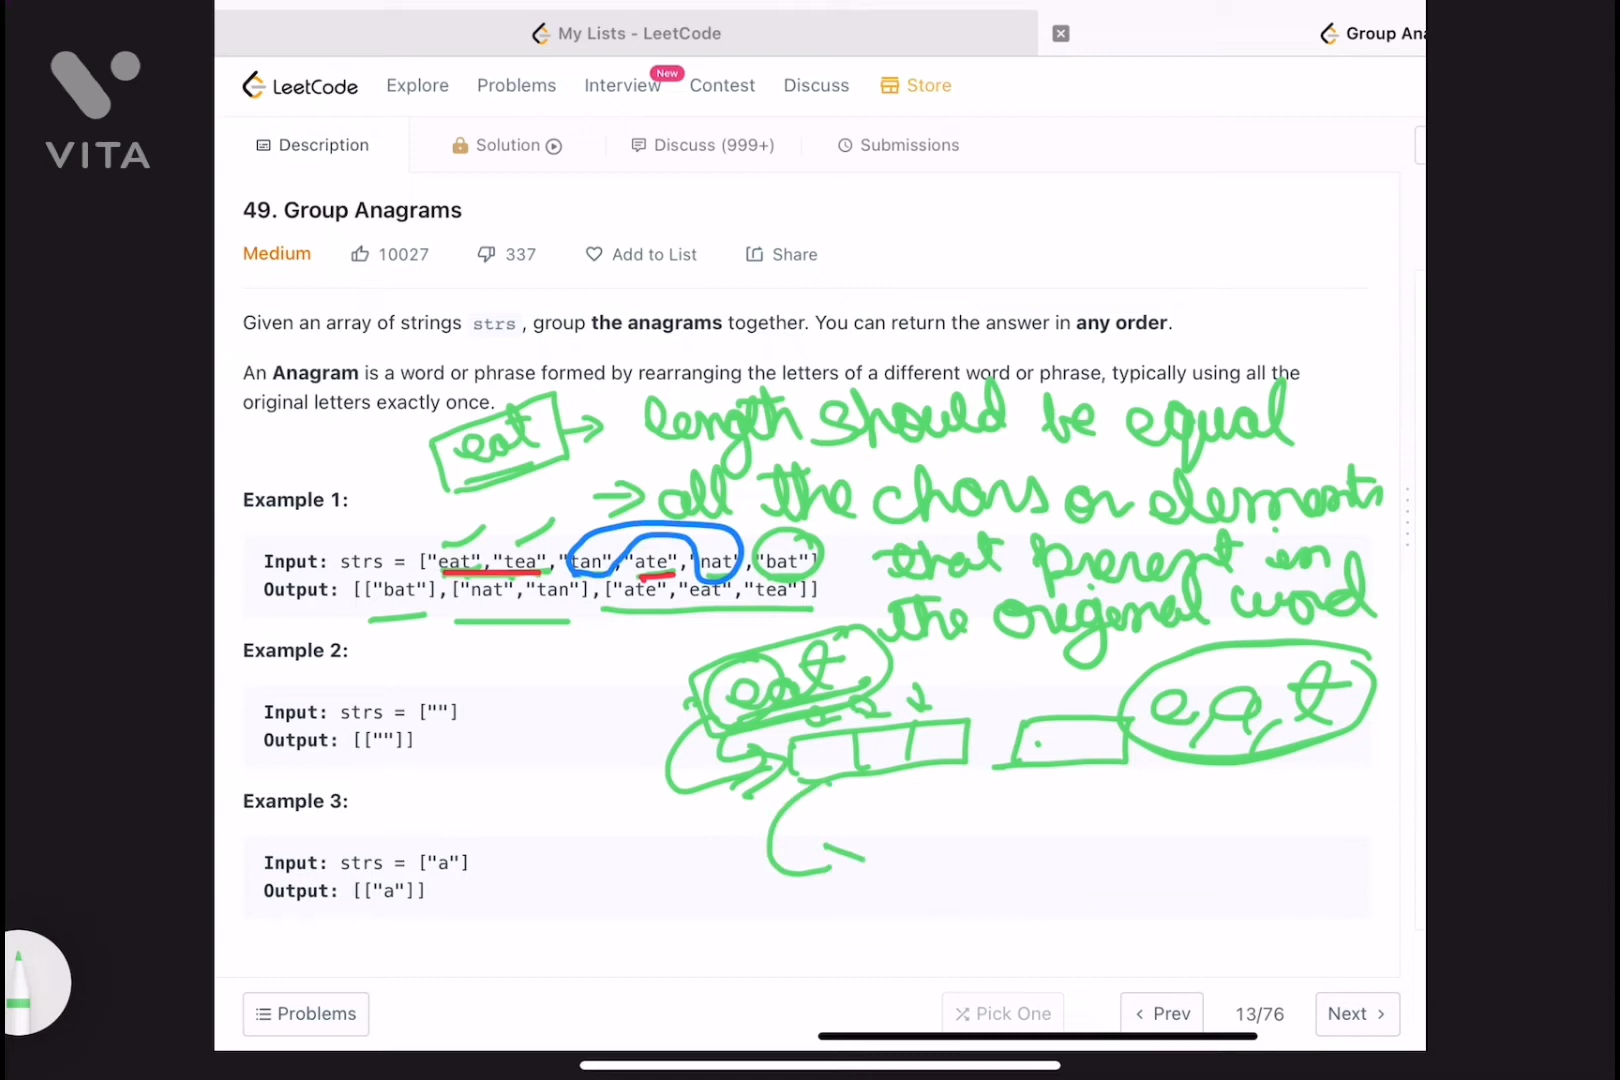 My Lists - LeetCode
Group Ana
VITA
LeetCode Explore Problems Interview New Contest Discuss Store
Description Solution Discuss (999+) Submissions
49. Group Anagrams
Medium 10027 337 Add to List Share
Given an array of strings strs , group the anagrams together. You can return the answer in any order.
An Anagram is a word or phrase formed by rearranging the letters of a different word or phrase, typically using all the
original letters exactly once.
eat → length should be equal
→ all the chars or elements
that present in
the original word
Example 1:
Input: strs = ["eat","tea","tan","ate","nat","bat"]
Output: [["bat"],["nat","tan"],["ate","eat","tea"]]
Example 2:
eat
e,a,t
Input: strs = [""]
Output: [[""]]
Example 3:
Input: strs = ["a"]
Output: [["a"]]
Problems Pick One Prev 13/76 Next